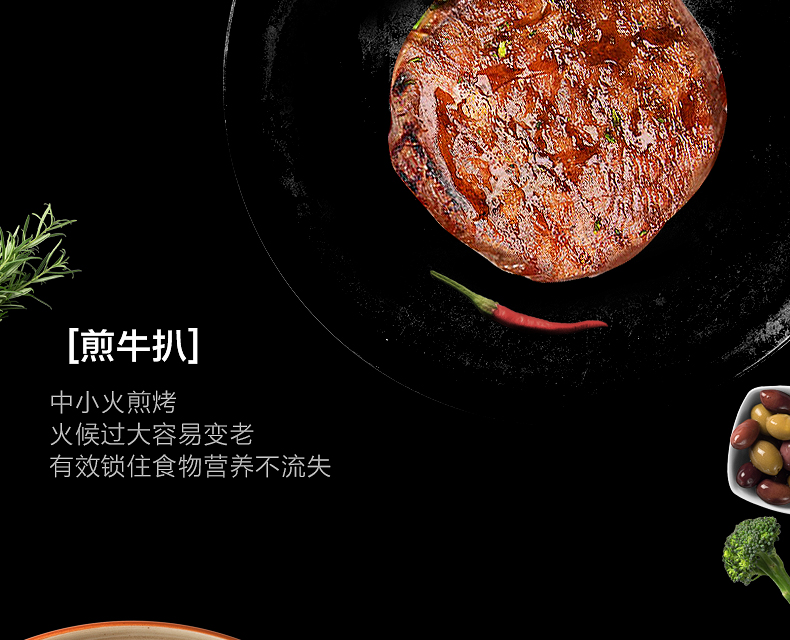 [煎牛扒]
中小火煎烤
火候过大容易变老
有效锁住食物营养不流失